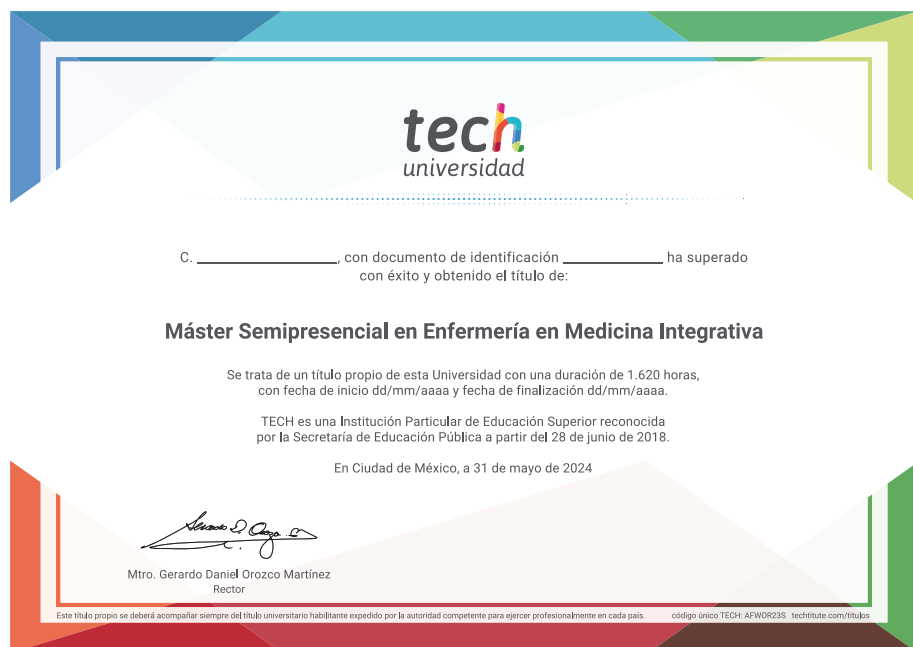 tech
universidad
C. __________________, con documento de identificación _____________ ha superado
con éxito y obtenido el título de:
Máster Semipresencial en Enfermería en Medicina Integrativa
Se trata de un título propio de esta Universidad con una duración de 1.620 horas,
con fecha de inicio dd/mm/aaaa y fecha de finalización dd/mm/aaaa.
TECH es una Institución Particular de Educación Superior reconocida
por la Secretaría de Educación Pública a partir del 28 de junio de 2018.
En Ciudad de México, a 31 de mayo de 2024
Mtro. Gerardo Daniel Orozco Martínez
Rector
Este título propio se deberá acompañar siempre del título universitario habilitante expedido por la autoridad competente para ejercer profesionalmente en cada país. código único TECH: AFWOR23S techtitute.com/titulos